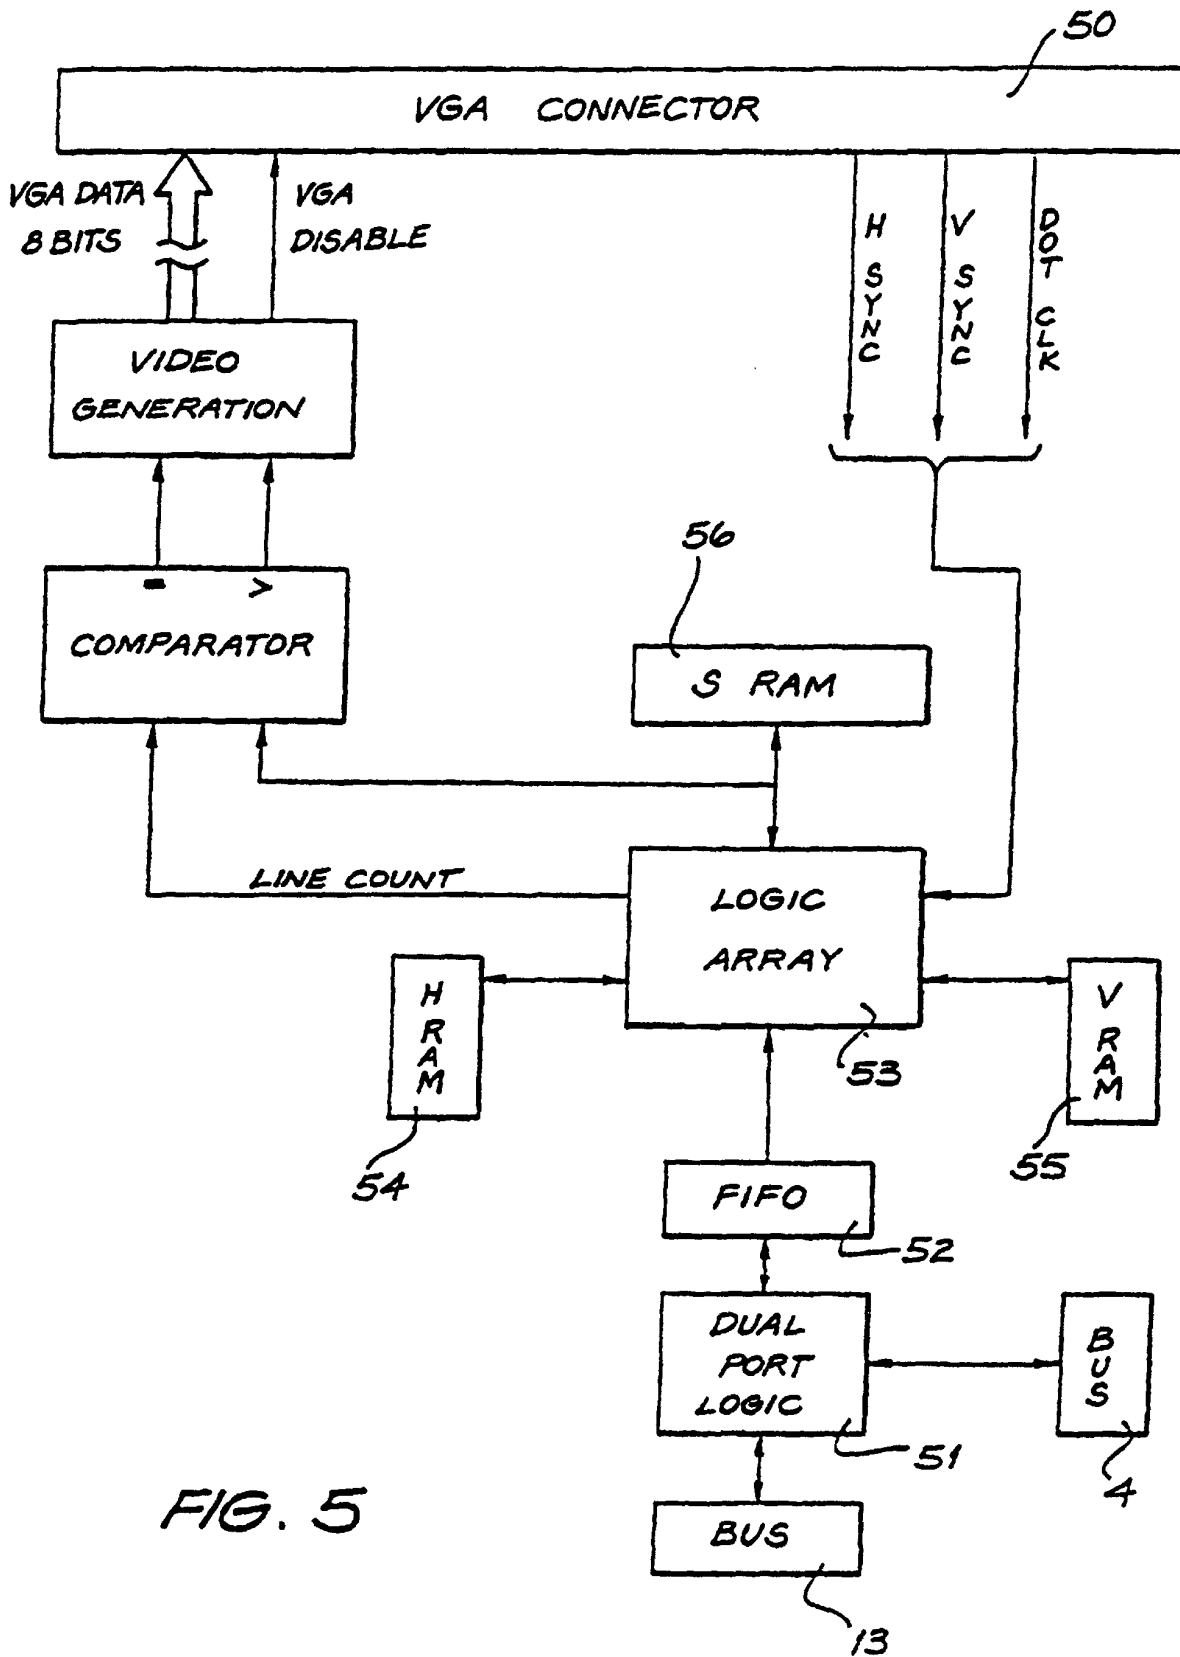 50
VGA CONNECTOR
VGA DATA
8 BITS
VGA
DISABLE
H SYNC
V SYNC
DOT CLK
VIDEO
GENERATION
= >
COMPARATOR
56
S RAM
LINE COUNT
LOGIC
ARRAY
53
H RAM
54
V RAM
55
FIFO
52
DUAL
PORT
LOGIC
51
BUS
4
BUS
13
FIG. 5